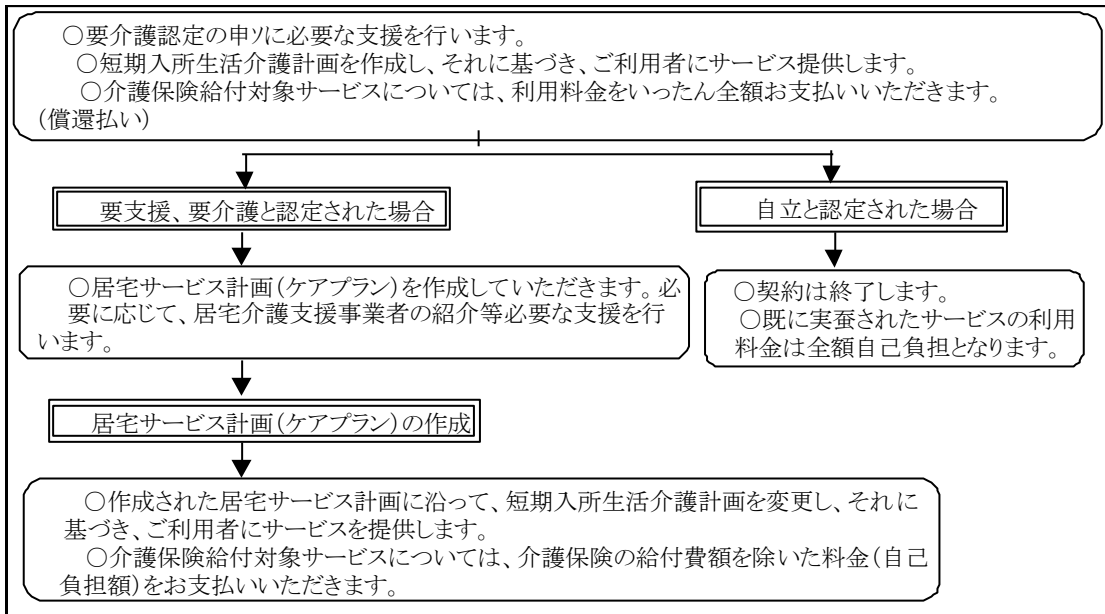 ○要介護認定の申ソに必要な支援を行います。
○短期入所生活介護計画を作成し、それに基づき、ご利用者にサービス提供します。
○介護保険給付対象サービスについては、利用料金をいったん全額お支払いいただきます。
(償還払い)
要支援、要介護と認定された場合
自立と認定された場合
○居宅サービス計画(ケアプラン)を作成していただきます。必
要に応じて、居宅介護支援事業者の紹介等必要な支援を行
います。
○契約は終了します。
○既に実蚕されたサービスの利用
料金は全額自己負担となります。
居宅サービス計画(ケアプラン)の作成
○作成された居宅サービス計画に沿って、短期入所生活介護計画を変更し、それに
基づき、ご利用者にサービスを提供します。
○介護保険給付対象サービスについては、介護保険の給付費額を除いた料金(自己
負担額)をお支払いいただきます。